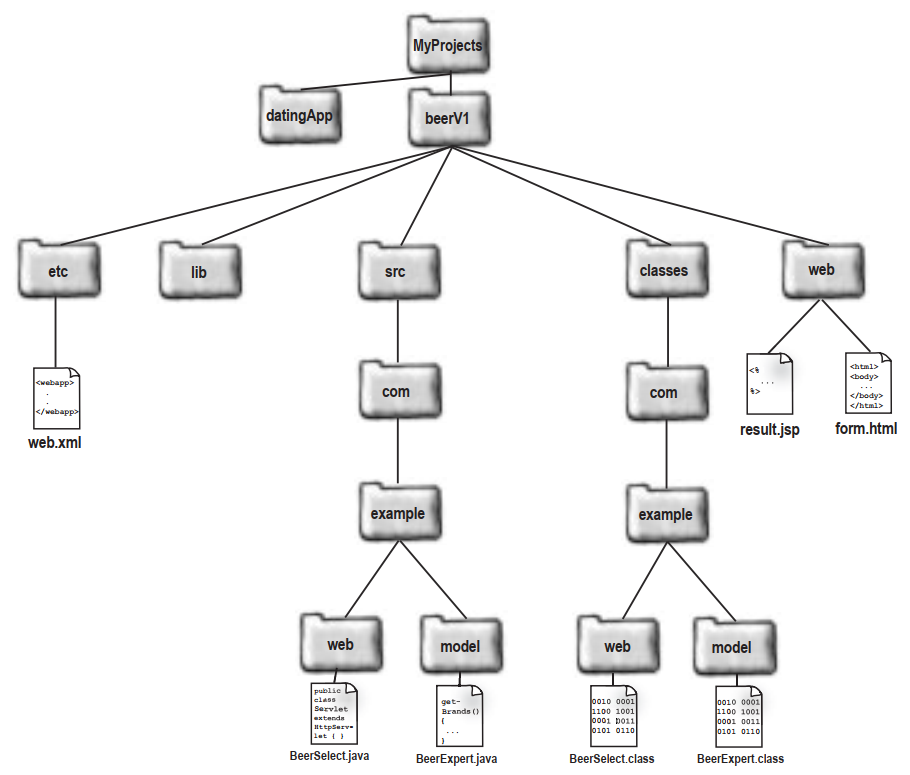 MyProjects
datingApp
beerV1
etc
lib
src
classes
web
<webapp>
.
.
</webapp>
web.xml
com
com
<%
...
%>
result.jsp
<html>
<body>
...
</body>
</html>
form.html
example
example
web
model
web
model
public
class
Servlet
extends
HttpServ-
let { }
BeerSelect.java
get-
Brands()
{
...
}
BeerExpert.java
0010 0001
1100 1001
0001 0011
0101 0110
BeerSelect.class
0010 0001
1100 1001
0001 0011
0101 0110
BeerExpert.class